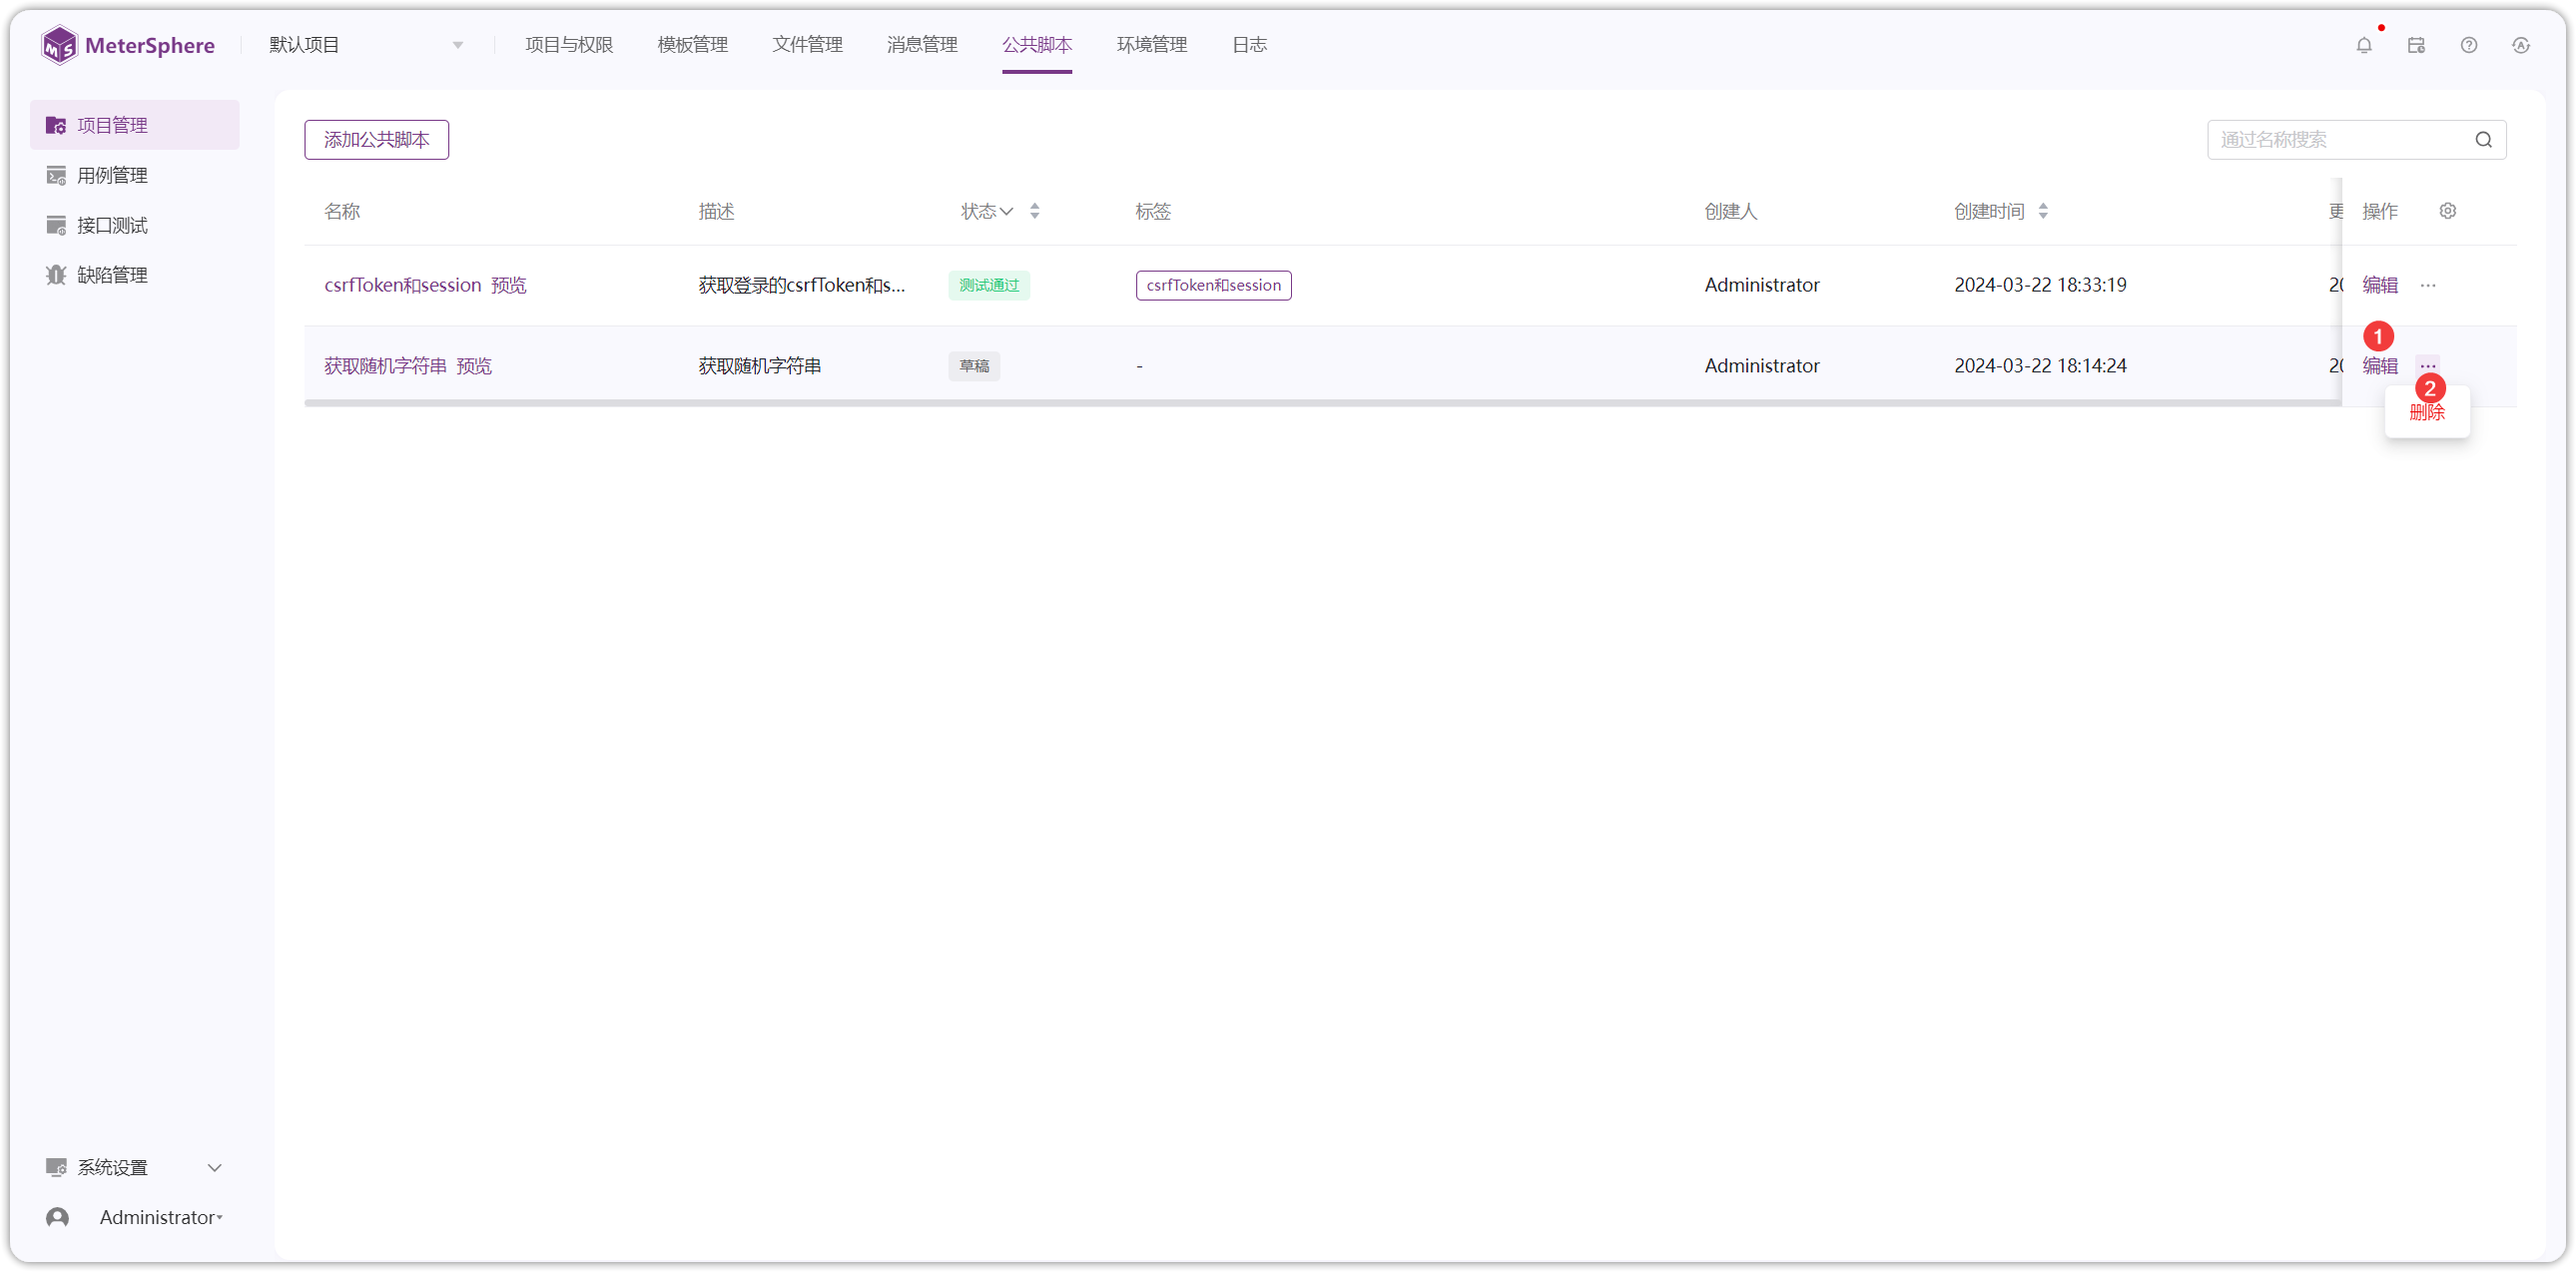 MeterSphere
默认项目
项目与权限 模板管理 文件管理 消息管理 公共脚本 环境管理 日志
项目管理
用例管理
接口测试
缺陷管理
添加公共脚本
通过名称搜索
名称 描述 状态 标签 创建人 创建时间 更 操作
csrfToken和session 预览 获取登录的csrfToken和s... 测试通过 csrfToken和session Administrator 2024-03-22 18:33:19 20 编辑 ...
1
获取随机字符串 预览 获取随机字符串 草稿 - Administrator 2024-03-22 18:14:24 20 编辑 ...
2
删除
系统设置
Administrator